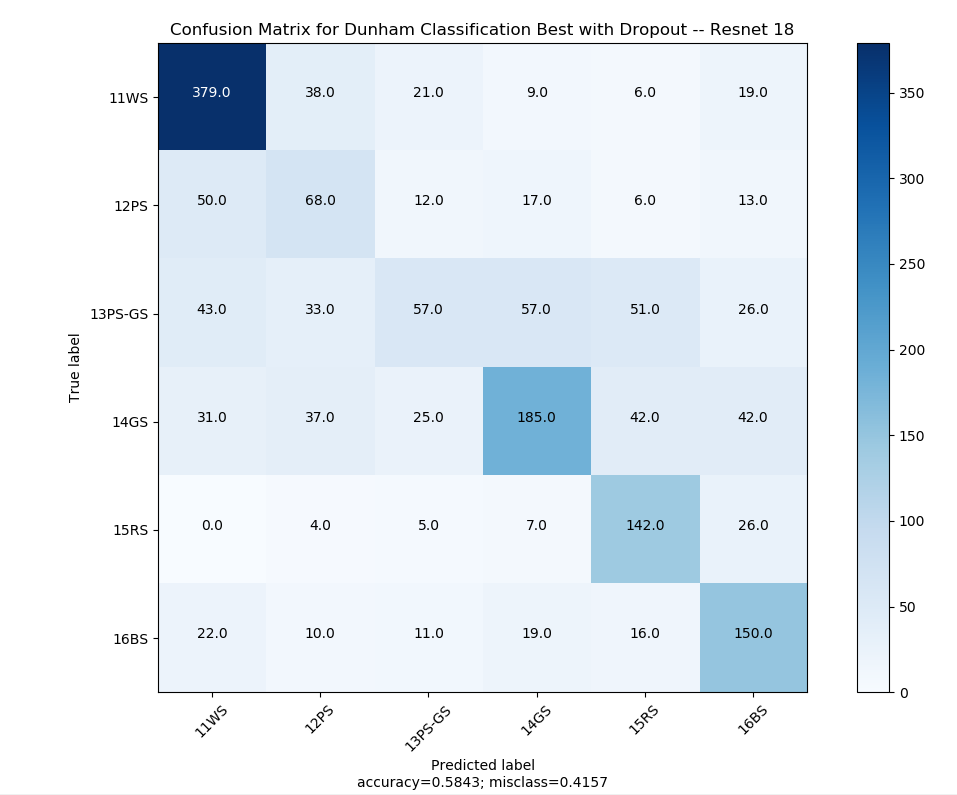 Confusion Matrix for Dunham Classification Best with Dropout -- Resnet 18
11WS 379.0 38.0 21.0 9.0 6.0 19.0
12PS 50.0 68.0 12.0 17.0 6.0 13.0
13PS-GS 43.0 33.0 57.0 57.0 51.0 26.0
14GS 31.0 37.0 25.0 185.0 42.0 42.0
15RS 0.0 4.0 5.0 7.0 142.0 26.0
16BS 22.0 10.0 11.0 19.0 16.0 150.0
True label
11WS 12PS 13PS-GS 14GS 15RS 16BS
Predicted label
accuracy=0.5843; misclass=0.4157
350
300
250
200
150
100
50
0